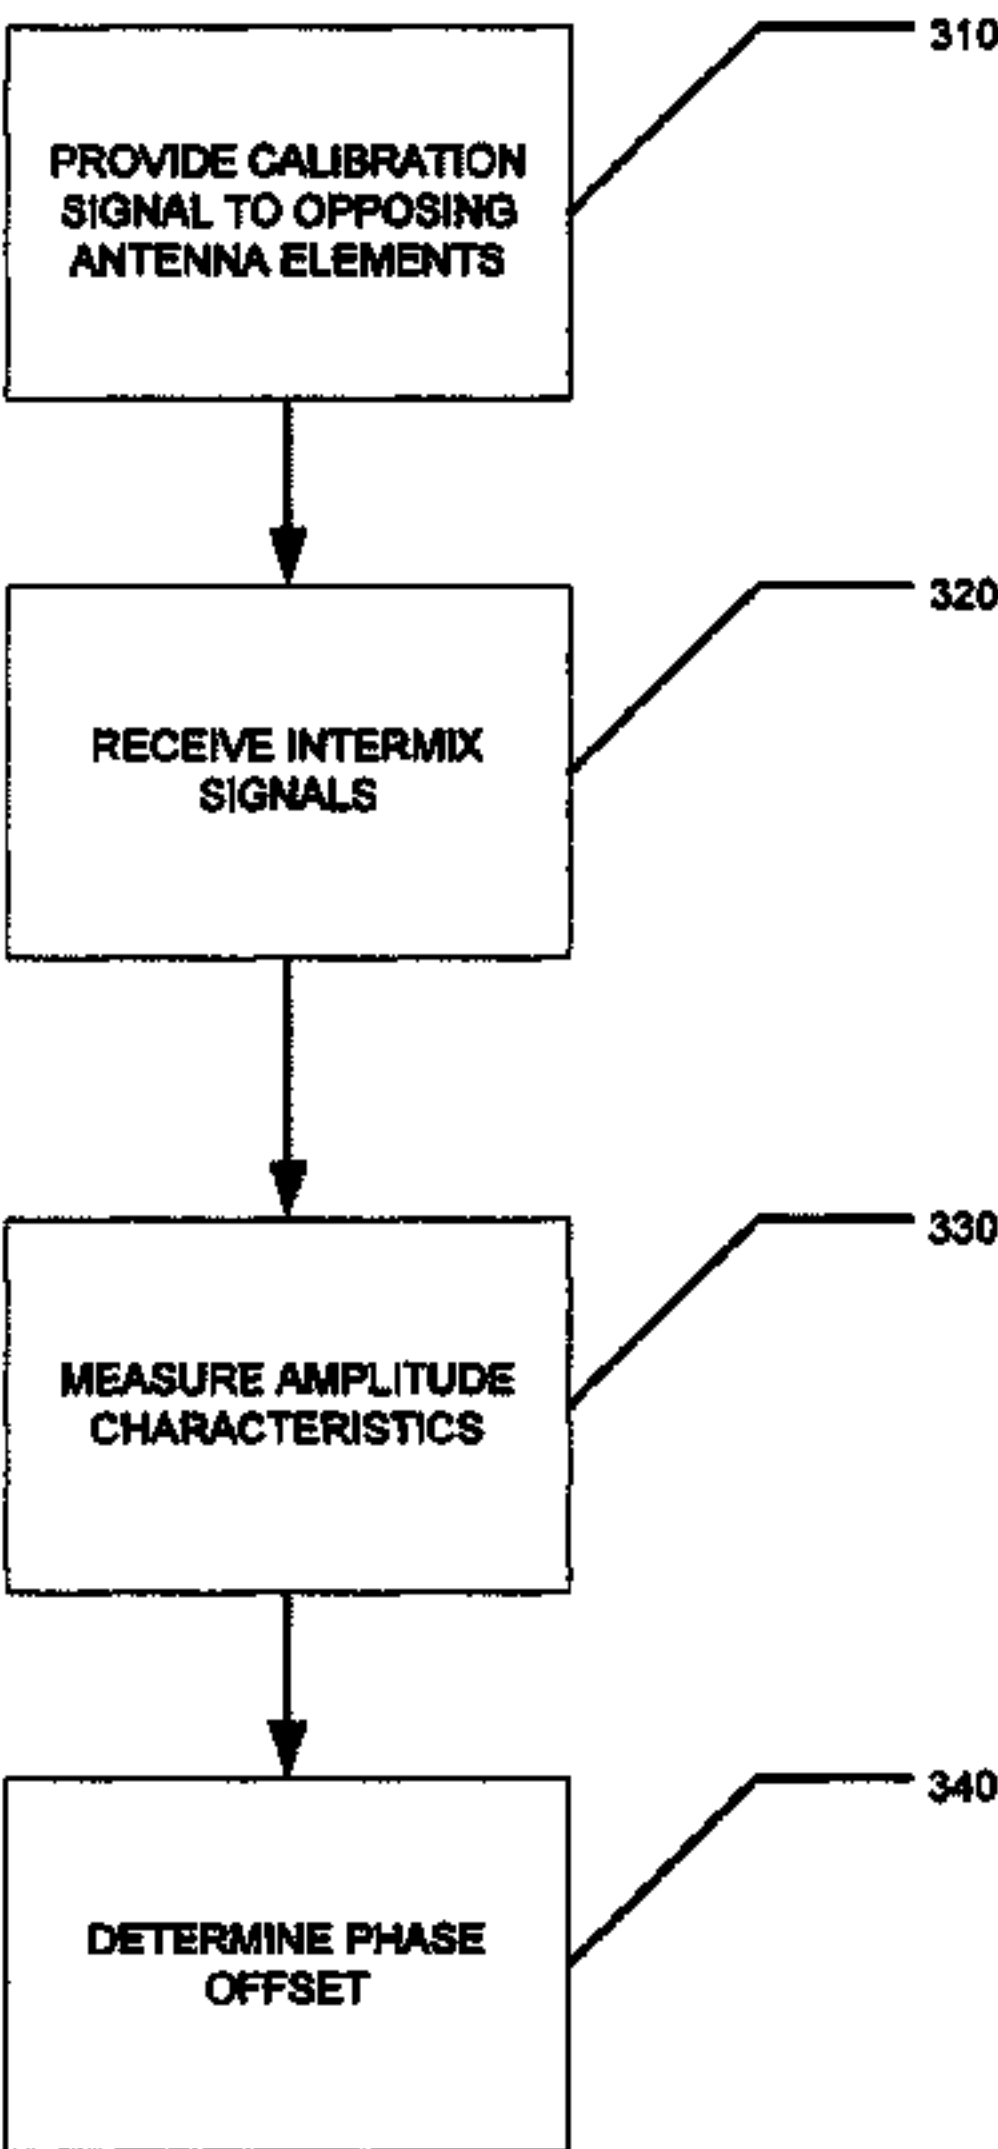 310
PROVIDE CALIBRATION
SIGNAL TO OPPOSING
ANTENNA ELEMENTS
320
RECEIVE INTERMIX
SIGNALS
330
MEASURE AMPLITUDE
CHARACTERISTICS
340
DETERMINE PHASE
OFFSET